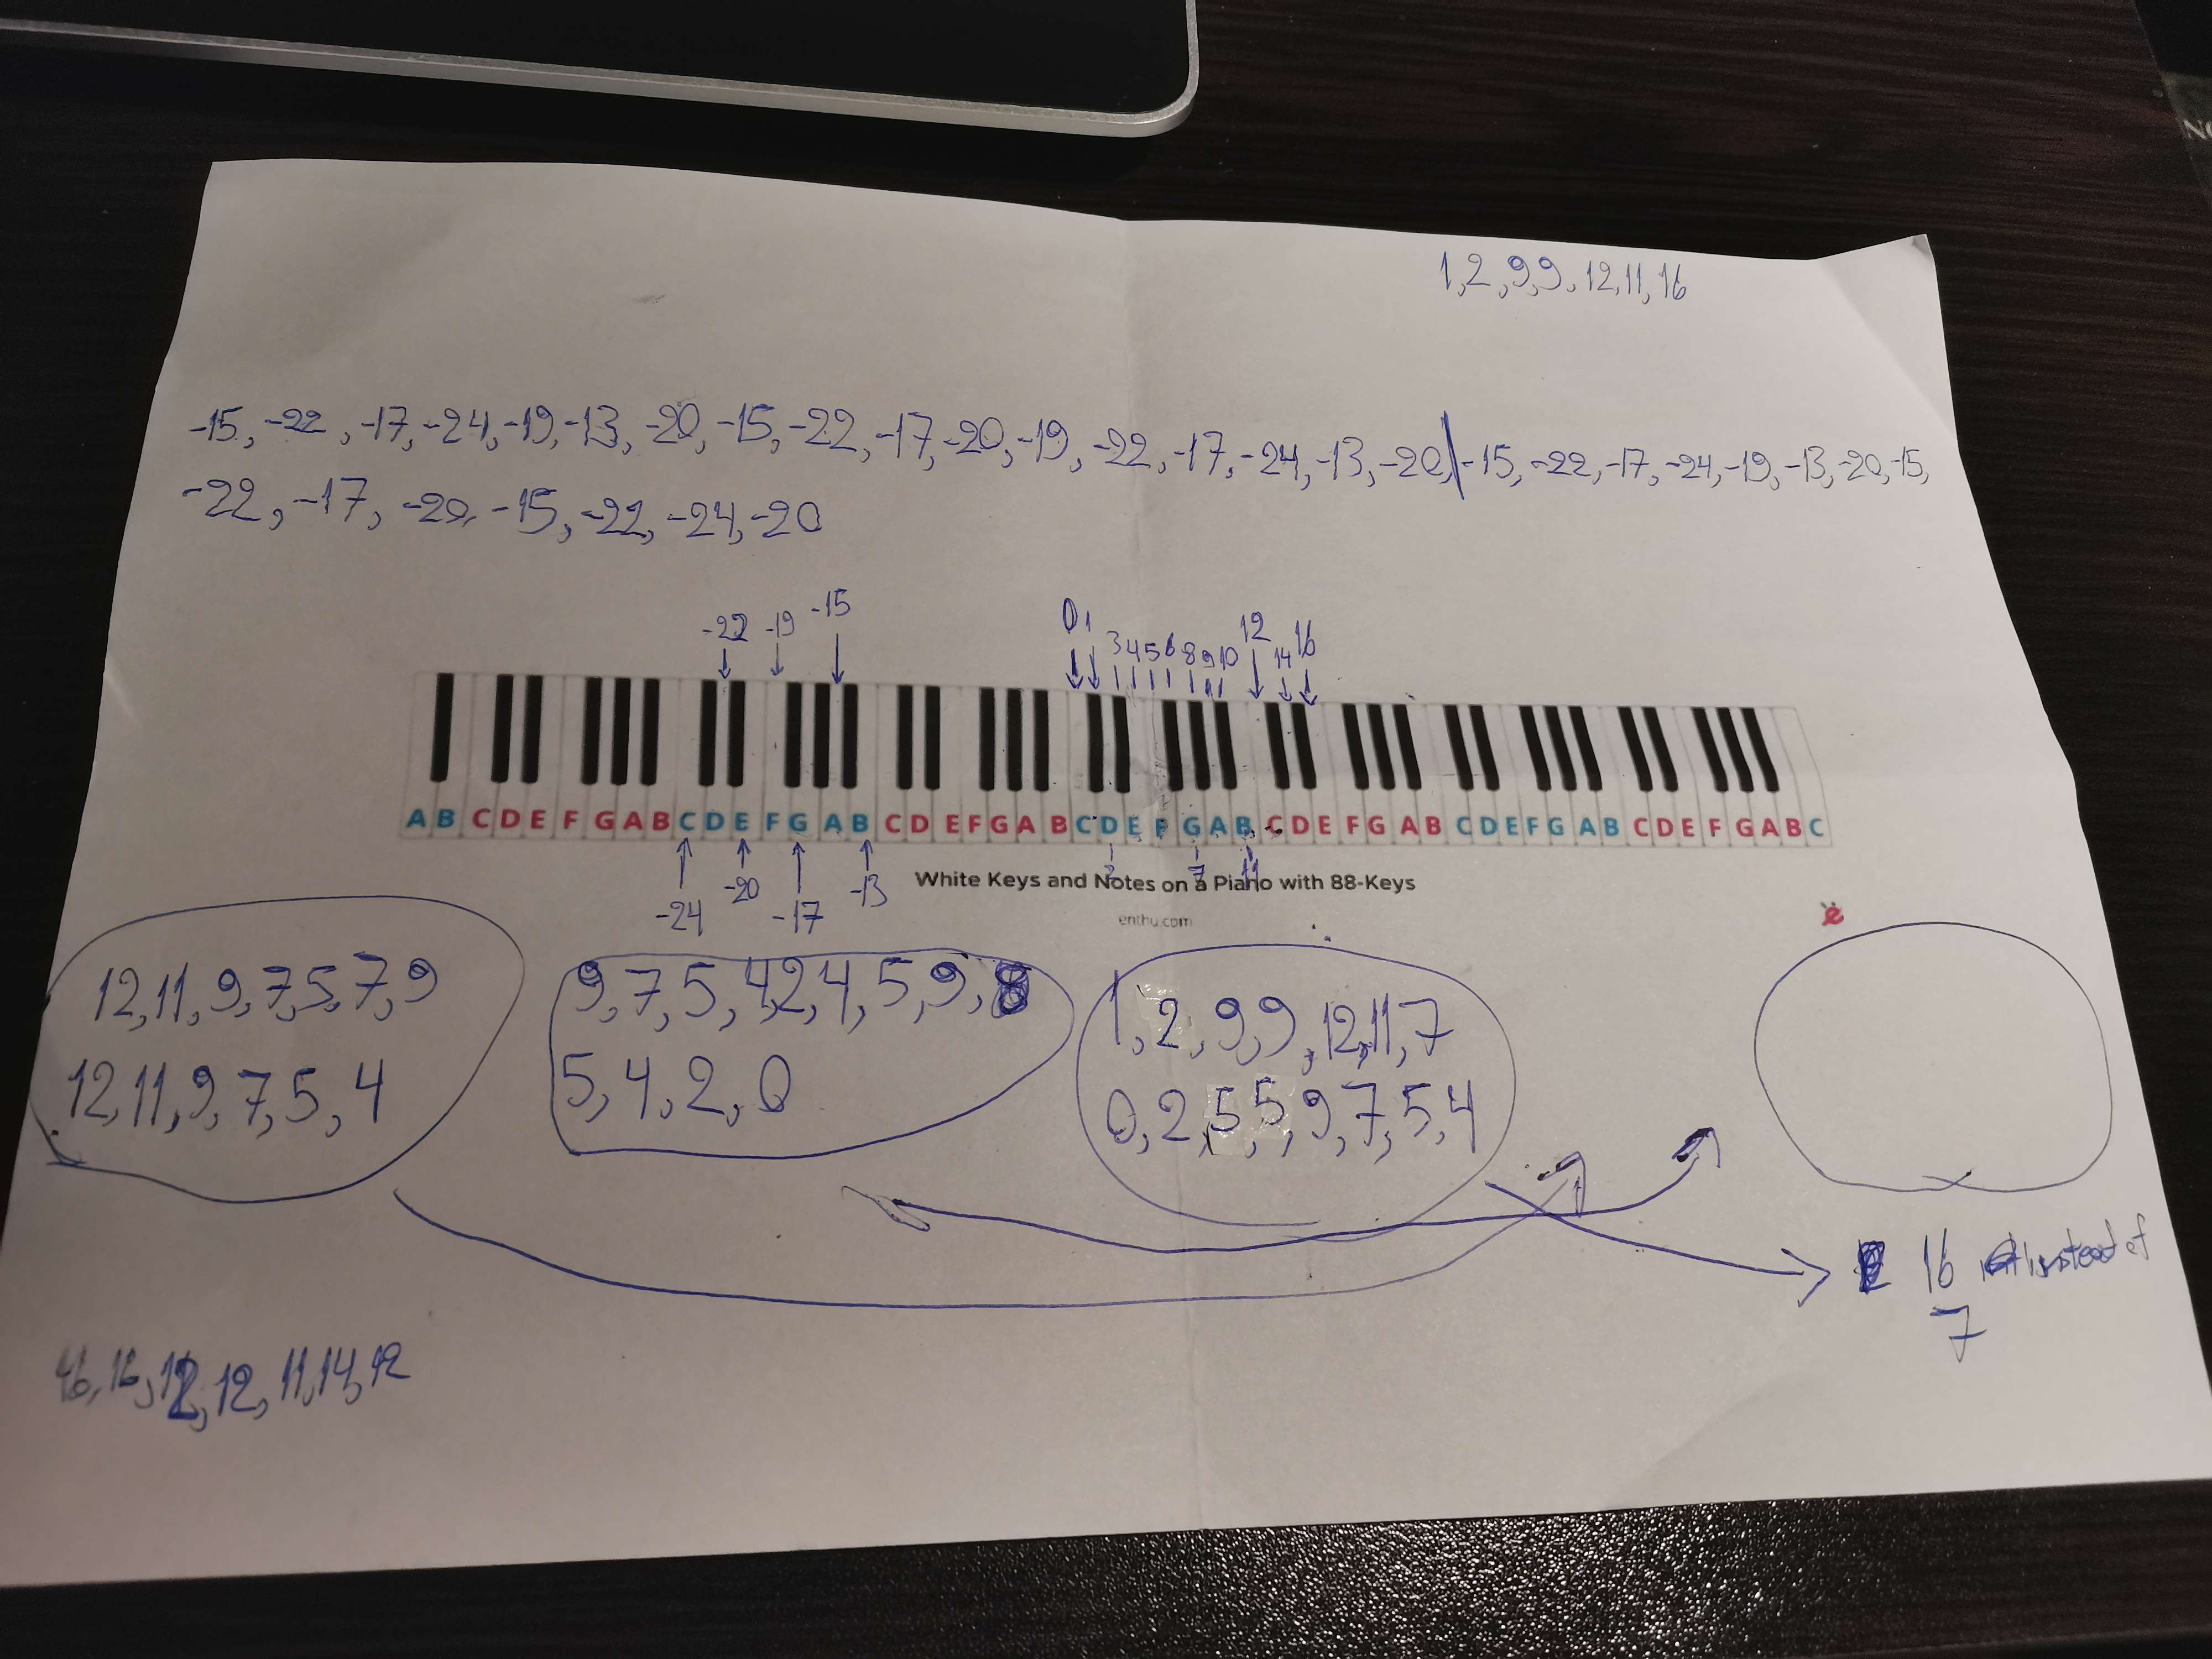 1,2,9,9,12,11,16
-15,-22,-17,-24,-19,-13,-20,-15,-22,-17,-20,-19,-22,-17,-24,-13,-20,-15,-22,-17,-24,-19,-13,-20,-15,
-22,-17,-20,-15,-22,-24,-20
-22 -19 -15 0 1 3 4 5 6 8 9 10 12 14 16
A B C D E F G A B C D E F G A B C D E F G A B C D E F G A B C D E F G A B C D E F G A B C D E F G A B C
-24 -20 -17 -13 2 7 11
White Keys and Notes on a Piano with 88-Keys
enthu.com
ë
12,11,9,7,5,7,9
12,11,9,7,5,4
9,7,5,4,2,4,5,9,8
5,4,2,0
1,2,9,9,12,11,7
0,2,5,5,9,7,5,4
16 instead of
7
16,12,12,11,14,12